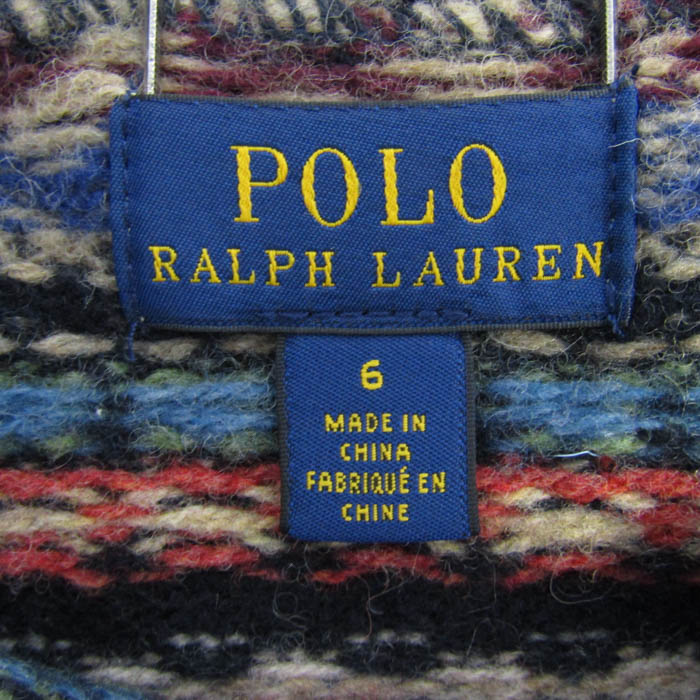 POLO
RALPH LAUREN
6
MADE IN
CHINA
FABRIQUÉ EN
CHINE